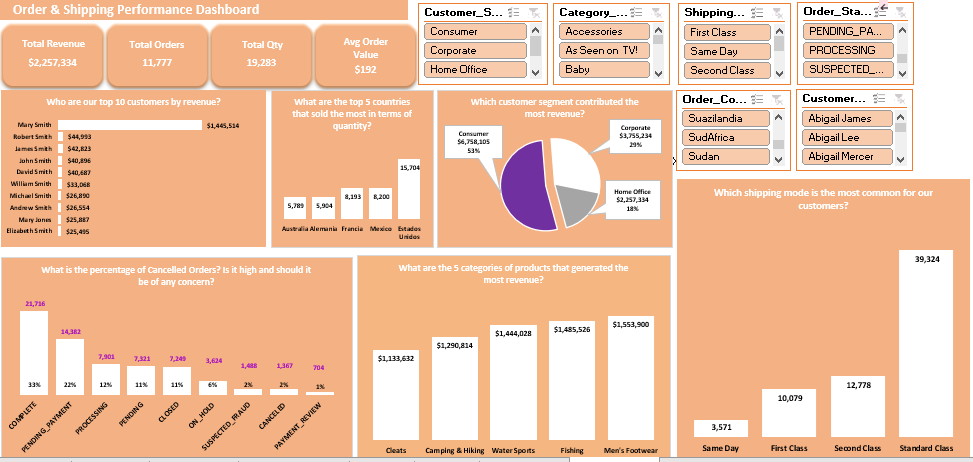 Order & Shipping Performance Dashboard
Total Revenue
$2,257,334
Total Orders
11,777
Total Qty
19,283
Avg Order
Value
$192
Customer_S...
Consumer
Corporate
Home Office
Category_...
Accessories
As Seen on TV!
Baby
Shipping...
First Class
Same Day
Second Class
Order_Sta...
PENDING_PA...
PROCESSING
SUSPECTED_...
Order_Co...
Suazilandia
SudAfrica
Sudan
Customer...
Abigail James
Abigail Lee
Abigail Mercer
Who are our top 10 customers by revenue?
Mary Smith $1,445,514
Robert Smith $44,993
James Smith $42,823
John Smith $40,896
David Smith $40,687
William Smith $33,068
Michael Smith $26,890
Andrew Smith $26,554
Mary Jones $25,887
Elizabeth Smith $25,495
What are the top 5 countries
that sold the most in terms of
quantity?
5,789 5,904 8,193 8,200 15,704
Australia Alemania Francia Mexico Estados
Unidos
Which customer segment contributed the
most revenue?
Consumer
$6,758,105
53%
Corporate
$3,755,234
29%
Home Office
$2,257,334
18%
Which shipping mode is the most common for our
customers?
3,571 10,079 12,778 39,324
Same Day First Class Second Class Standard Class
What is the percentage of Cancelled Orders? Is it high and should it
be of any concern?
21,716 14,382 7,901 7,321 7,249 3,624 1,488 1,367 704
33% 22% 12% 11% 11% 6% 2% 2% 1%
COMPLETE PENDING_PAYMENT PROCESSING PENDING CLOSED ON_HOLD SUSPECTED_FRAUD CANCELED PAYMENT_REVIEW
What are the 5 categories of products that generated the
most revenue?
$1,133,632 $1,290,814 $1,444,028 $1,485,526 $1,553,900
Cleats Camping & Hiking Water Sports Fishing Men's Footwear